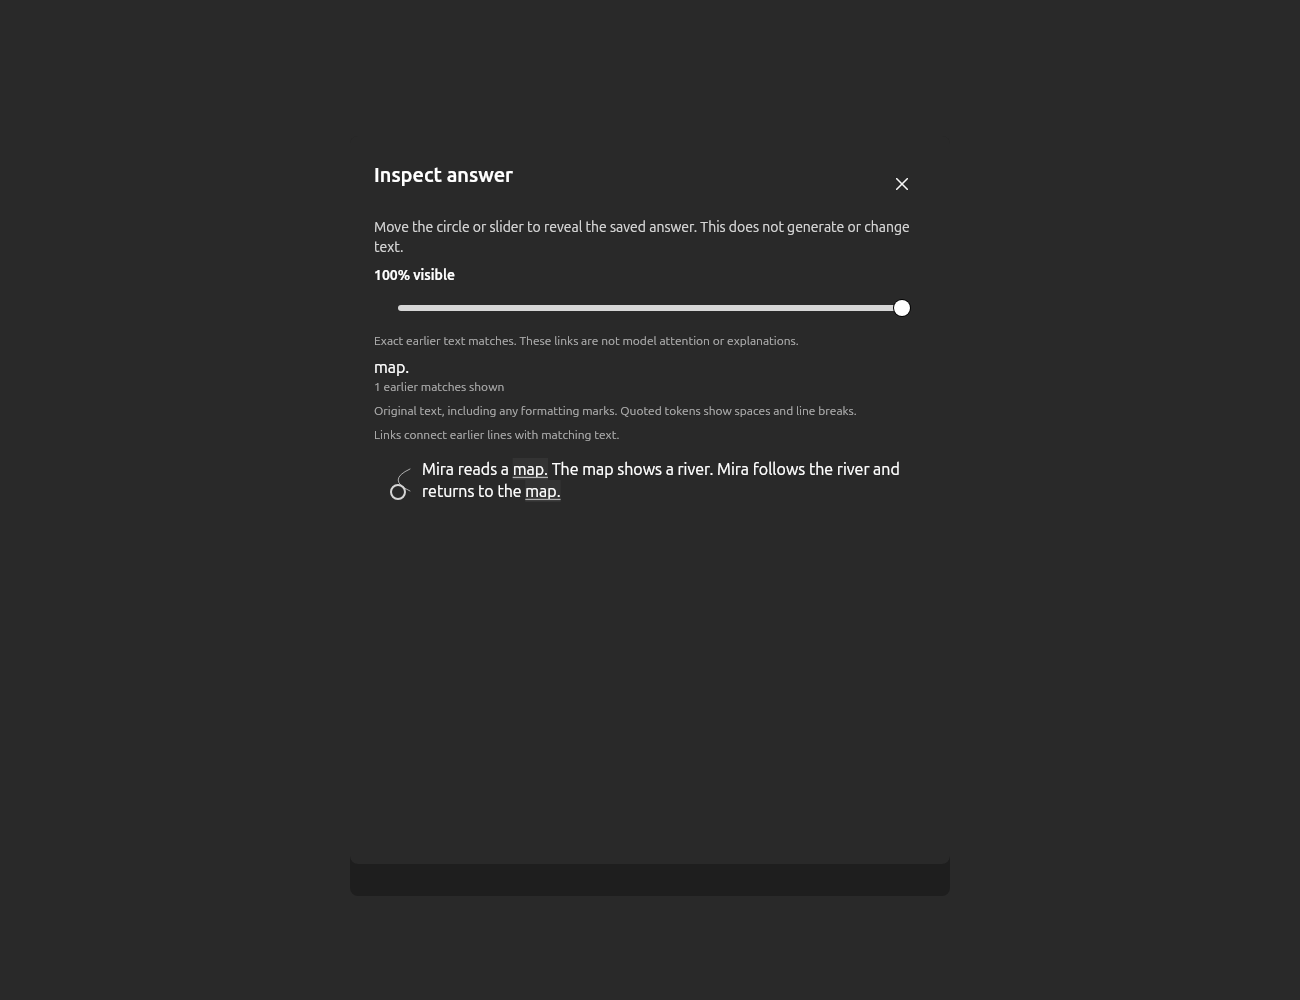 Inspect answer
Move the circle or slider to reveal the saved answer. This does not generate or change
text.
100% visible
Exact earlier text matches. These links are not model attention or explanations.
map.
1 earlier matches shown
Original text, including any formatting marks. Quoted tokens show spaces and line breaks.
Links connect earlier lines with matching text.
Mira reads a map. The map shows a river. Mira follows the river and
returns to the map.